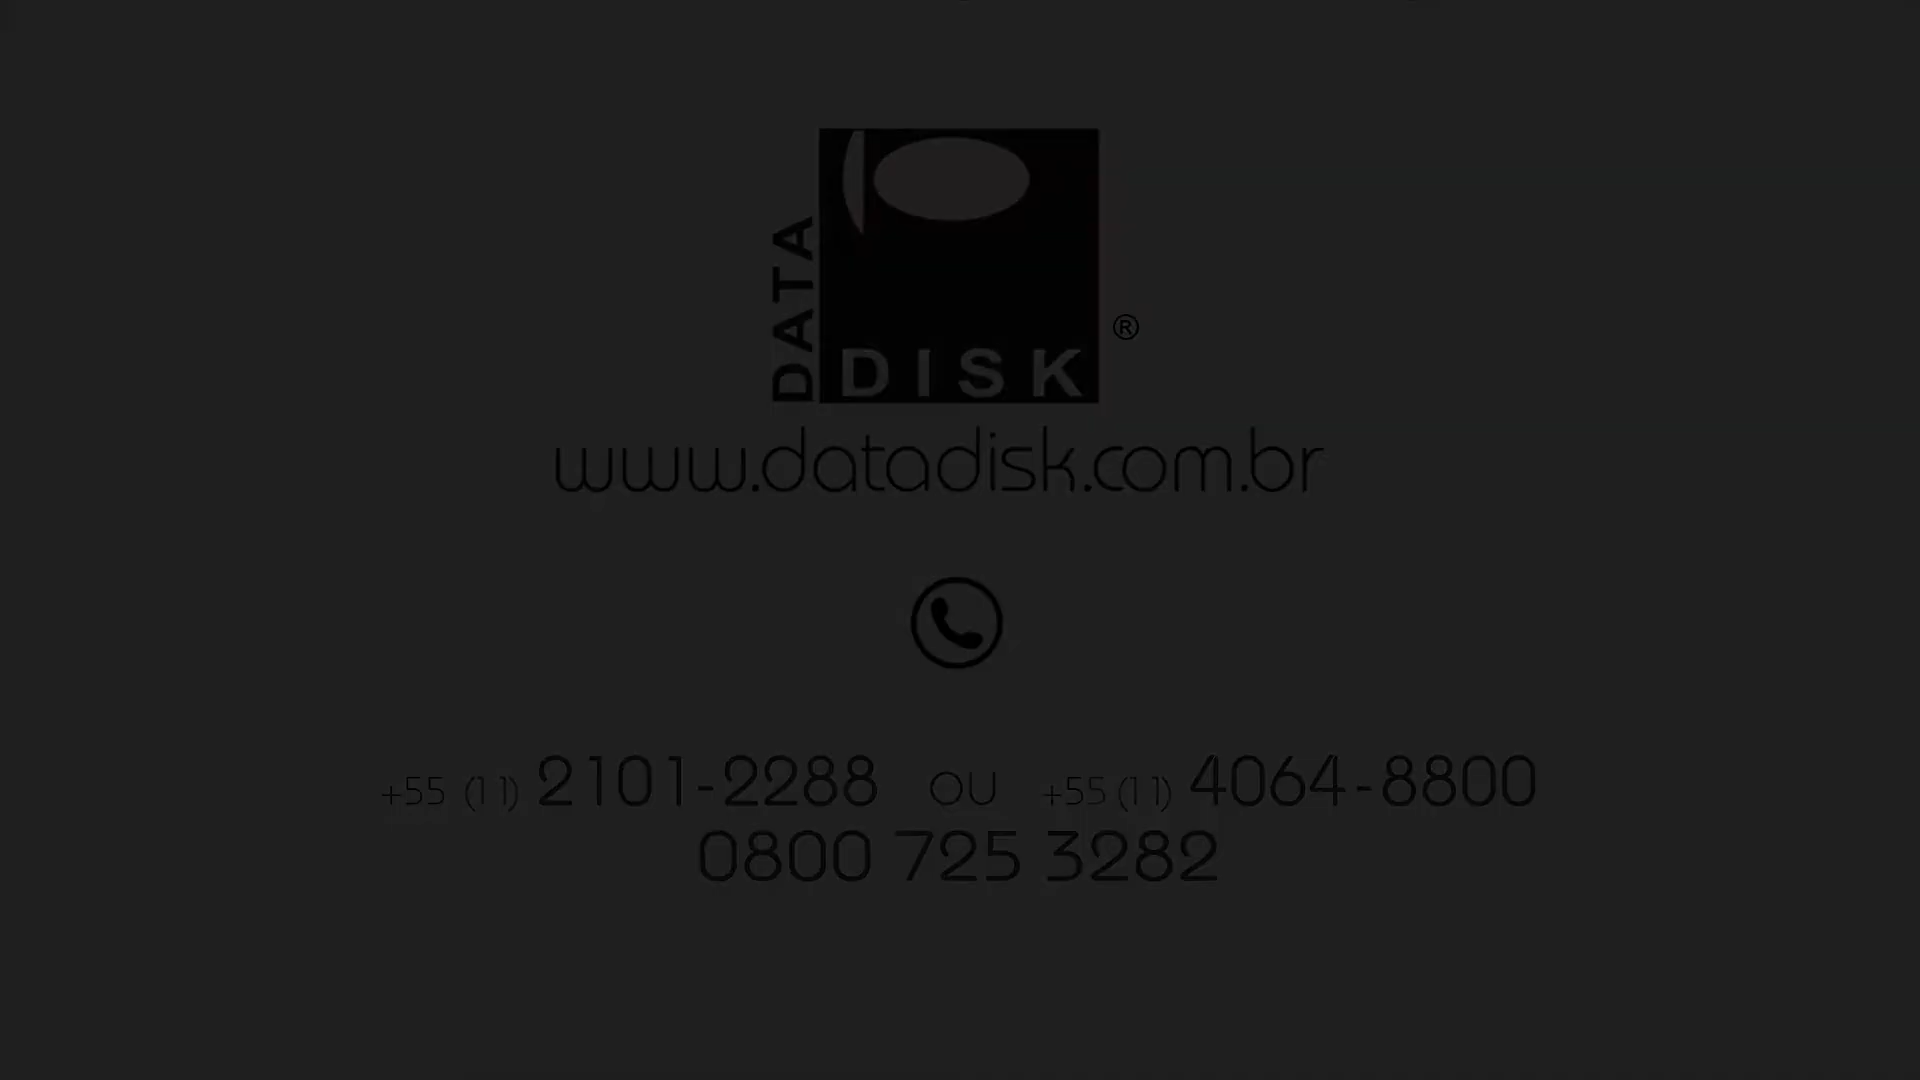 DATA
DISK ®
www.datadisk.com.br
+55 (11) 2101-2288 OU +55 (11) 4064-8800
0800 725 3282